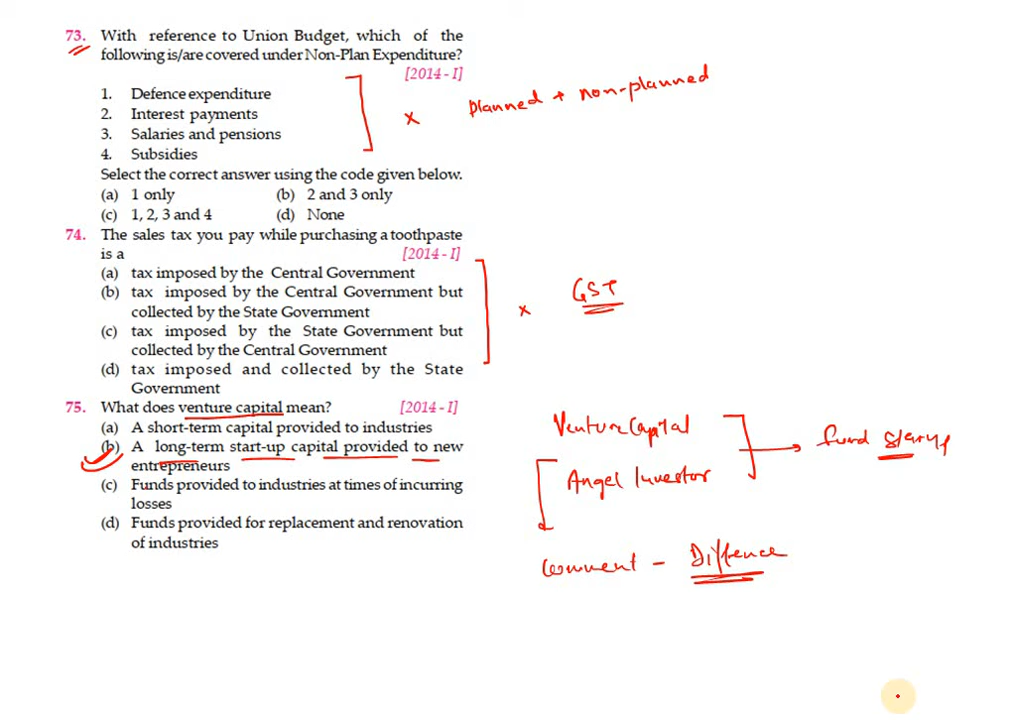 73. With reference to Union Budget, which of the
following is/are covered under Non-Plan Expenditure?
[2014 - I]
1. Defence expenditure
2. Interest payments
3. Salaries and pensions
4. Subsidies
Select the correct answer using the code given below.
(a) 1 only (b) 2 and 3 only
(c) 1, 2, 3 and 4 (d) None
x planned + non-planned
74. The sales tax you pay while purchasing a toothpaste
is a [2014 - I]
(a) tax imposed by the Central Government
(b) tax imposed by the Central Government but
collected by the State Government
(c) tax imposed by the State Government but
collected by the Central Government
(d) tax imposed and collected by the State
Government
x GST
75. What does venture capital mean? [2014 - I]
(a) A short-term capital provided to industries
(b) A long-term start-up capital provided to new
entrepreneurs
(c) Funds provided to industries at times of incurring
losses
(d) Funds provided for replacement and renovation
of industries
Venture Capital
Angel Investor
fund
comment -